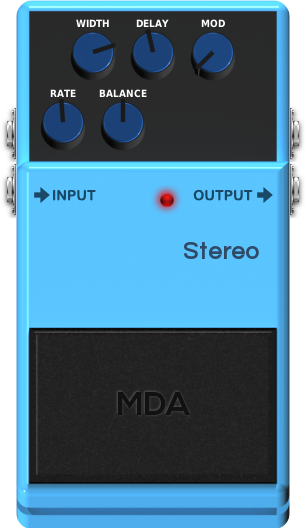 WIDTH DELAY MOD
RATE BALANCE
INPUT OUTPUT
Stereo
MDA